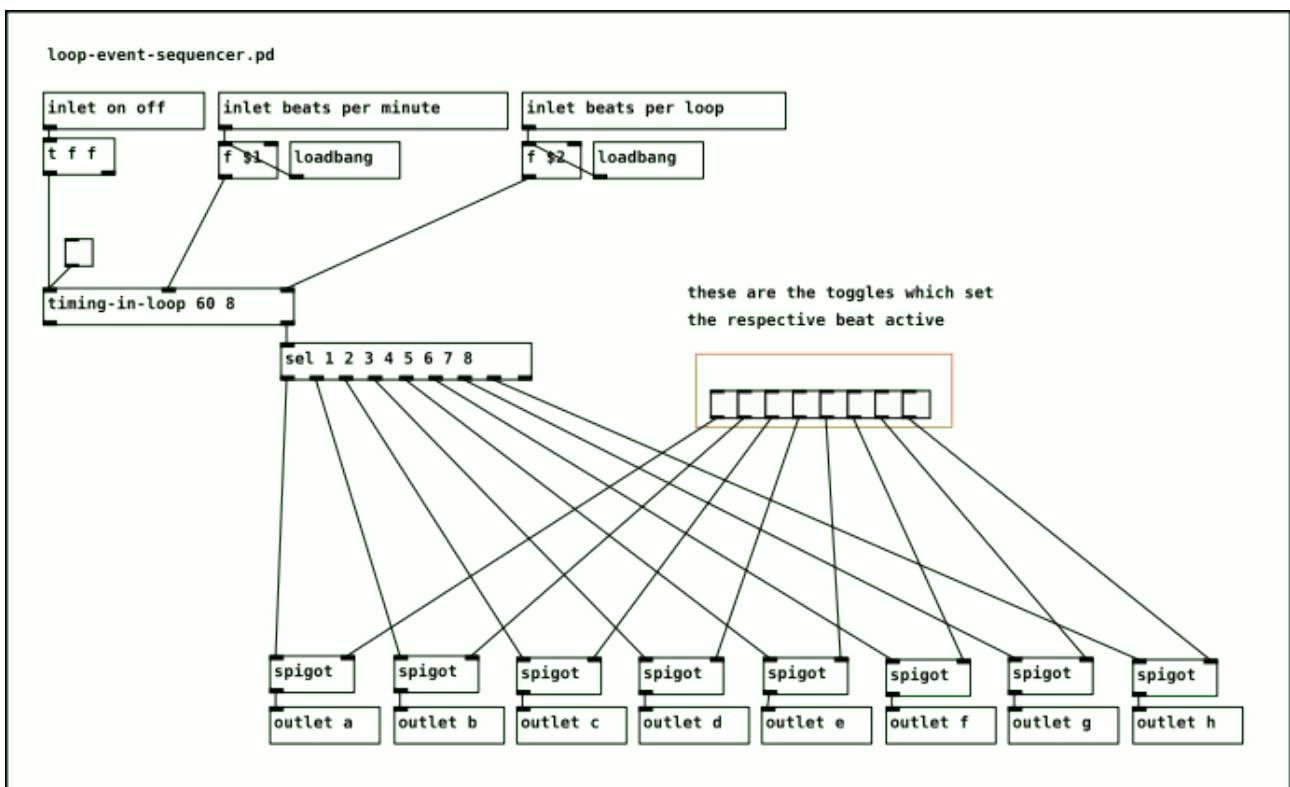 loop-event-sequencer.pd
inlet on off
inlet beats per minute
inlet beats per loop
t f f
f $1
loadbang
f $2
loadbang
timing-in-loop 60 8
these are the toggles which set
the respective beat active
sel 1 2 3 4 5 6 7 8
spigot
spigot
spigot
spigot
spigot
spigot
spigot
spigot
outlet a
outlet b
outlet c
outlet d
outlet e
outlet f
outlet g
outlet h